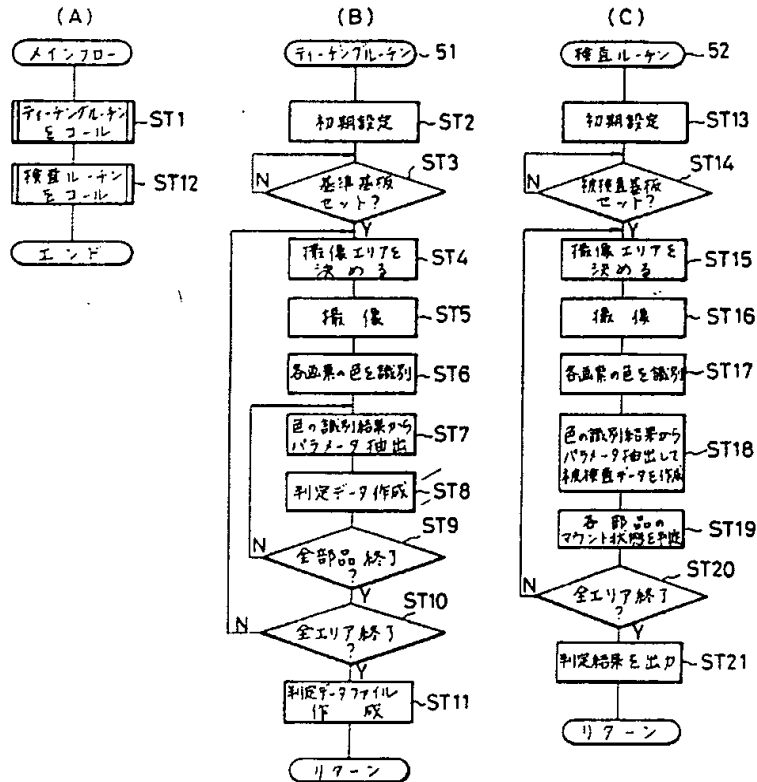 (A)
メインフロー
ティーチングルーチン
をコール
ST1
検査ルーチン
をコール
ST12
エンド
(B)
ティーチングルーチン
51
初期設定
ST2
ST3
基準基板
セット?
N
Y
撮像エリアを
決める
ST4
撮像
ST5
各画素の色を識別
ST6
色の識別結果から
パラメータ抽出
ST7
判定データ作成
ST8
ST9
全部品終了
?
N
Y
ST10
全エリア終了
?
N
Y
判定データファイル
作成
ST11
リターン
(C)
検査ルーチン
52
初期設定
ST13
ST14
被検査基板
セット?
N
Y
撮像エリアを
決める
ST15
撮像
ST16
各画素の色を識別
ST17
色の識別結果から
パラメータ抽出して
被検査データを作成
ST18
各部品の
マウント状態を判定
ST19
ST20
全エリア終了
?
N
Y
判定結果を出力
ST21
リターン